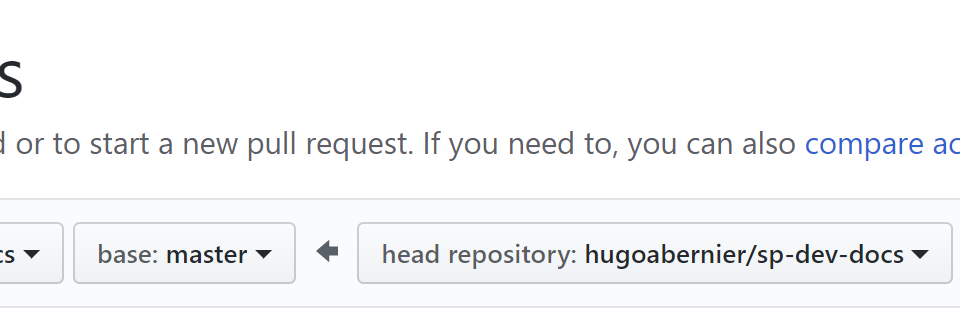 s
d or to start a new pull request. If you need to, you can also compare ac
cs base: master head repository: hugoabernier/sp-dev-docs